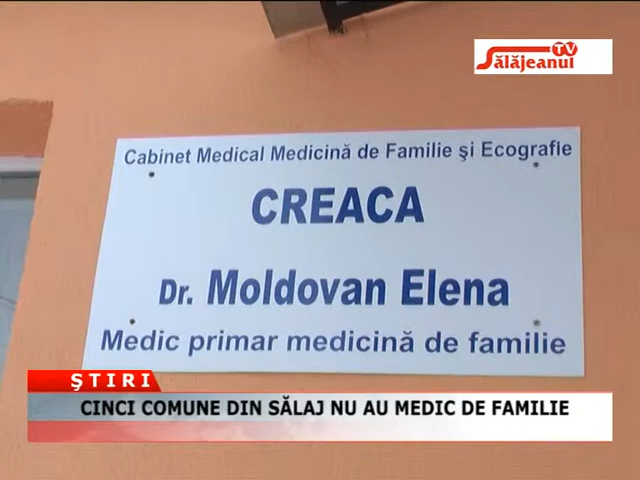 Sălăjeanul TV
Cabinet Medical Medicină de Familie şi Ecografie
CREACA
Dr. Moldovan Elena
Medic primar medicină de familie
ŞTIRI
CINCI COMUNE DIN SĂLAJ NU AU MEDIC DE FAMILIE